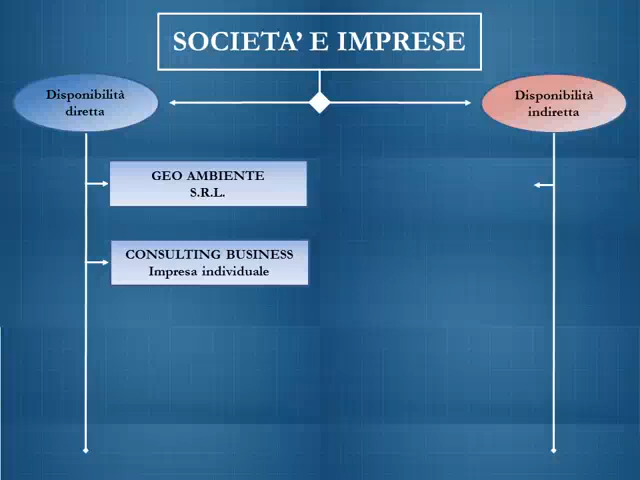 SOCIETA’ E IMPRESE
Disponibilità
diretta
Disponibilità
indiretta
GEO AMBIENTE
S.R.L.
CONSULTING BUSINESS
Impresa individuale